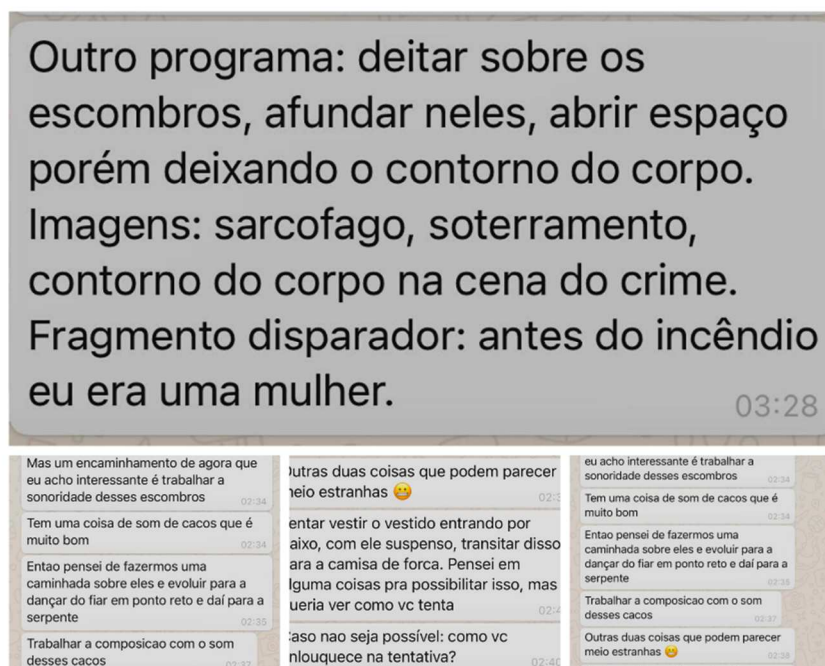 Outro programa: deitar sobre os
escombros, afundar neles, abrir espaço
porém deixando o contorno do corpo.
Imagens: sarcofago, soterramento,
contorno do corpo na cena do crime.
Fragmento disparador: antes do incêndio
eu era uma mulher.
03:28
Mas um encaminhamento de agora que
eu acho interessante é trabalhar a
sonoridade desses escombros
02:34
Tem uma coisa de som de cacos que é
muito bom
02:34
Entao pensei de fazermos uma
caminhada sobre eles e evoluir para a
dançar do fiar em ponto reto e daí para a
serpente
02:35
Trabalhar a composicao com o som
desses cacos
02:37
Outras duas coisas que podem parecer
meio estranhas 😬
entar vestir o vestido entrando por
aixo, com ele suspenso, transitar disso
ara a camisa de força. Pensei em
lguma coisas pra possibilitar isso, mas
ueria ver como vc tenta
Caso nao seja possível: como vc
nlouquece na tentativa?
02:40
eu acho interessante é trabalhar a
sonoridade desses escombros
02:34
Tem uma coisa de som de cacos que é
muito bom
02:34
Entao pensei de fazermos uma
caminhada sobre eles e evoluir para a
dançar do fiar em ponto reto e daí para a
serpente
02:35
Trabalhar a composicao com o som
desses cacos
02:37
Outras duas coisas que podem parecer
meio estranhas 😬
02:38